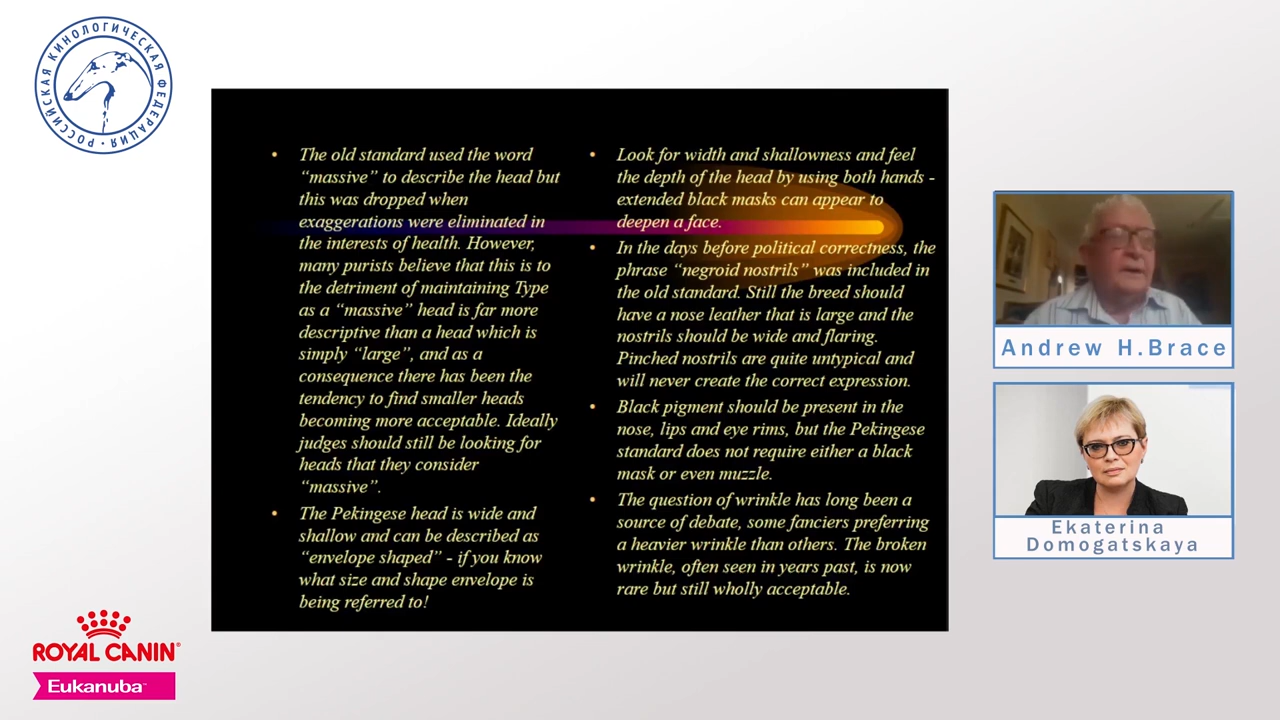 РОССИЙСКАЯ КИНОЛОГИЧЕСКАЯ ФЕДЕРАЦИЯ
• The old standard used the word
“massive” to describe the head but
this was dropped when
exaggerations were eliminated in
the interests of health. However,
many purists believe that this is to
the detriment of maintaining Type
as a “massive” head is far more
descriptive than a head which is
simply “large”, and as a
consequence there has been the
tendency to find smaller heads
becoming more acceptable. Ideally
judges should still be looking for
heads that they consider
“massive”.
• The Pekingese head is wide and
shallow and can be described as
“envelope shaped” - if you know
what size and shape envelope is
being referred to!
• Look for width and shallowness and feel
the depth of the head by using both hands -
extended black masks can appear to
deepen a face.
• In the days before political correctness, the
phrase “negroid nostrils” was included in
the old standard. Still the breed should
have a nose leather that is large and the
nostrils should be wide and flaring.
Pinched nostrils are quite untypical and
will never create the correct expression.
• Black pigment should be present in the
nose, lips and eye rims, but the Pekingese
standard does not require either a black
mask or even muzzle.
• The question of wrinkle has long been a
source of debate, some fanciers preferring
a heavier wrinkle than others. The broken
wrinkle, often seen in years past, is now
rare but still wholly acceptable.
Andrew H.Brace
Ekaterina
Domogatskaya
ROYAL CANIN®
Eukanuba™